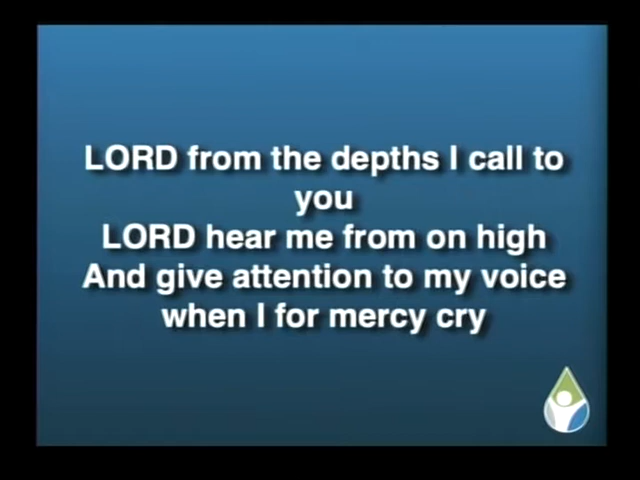 LORD from the depths I call to
you
LORD hear me from on high
And give attention to my voice
when I for mercy cry